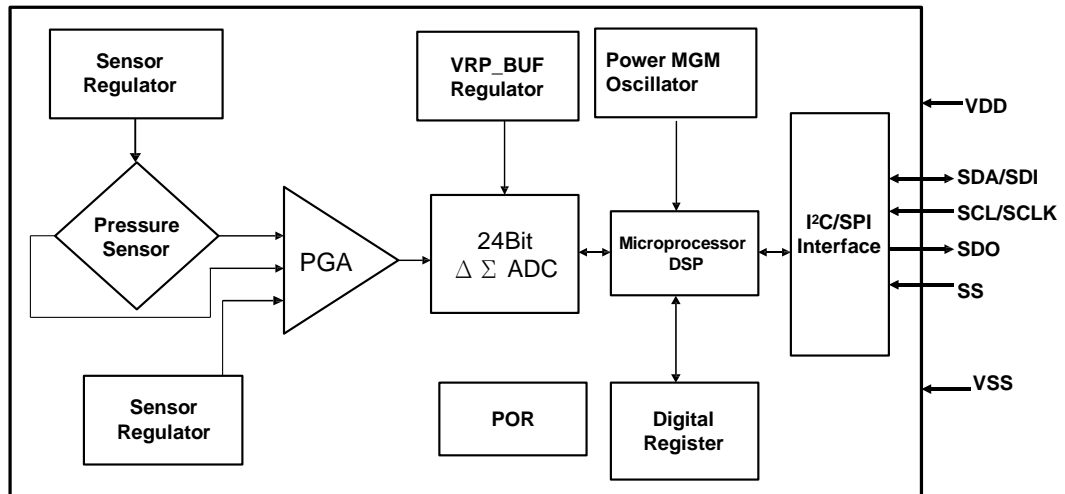 Sensor
Regulator
VRP_BUF
Regulator
Power MGM
Oscillator
VDD
Pressure
Sensor
PGA
24Bit
Δ Σ ADC
Microprocessor
DSP
I²C/SPI
Interface
SDA/SDI
SCL/SCLK
SDO
SS
VSS
Sensor
Regulator
POR
Digital
Register